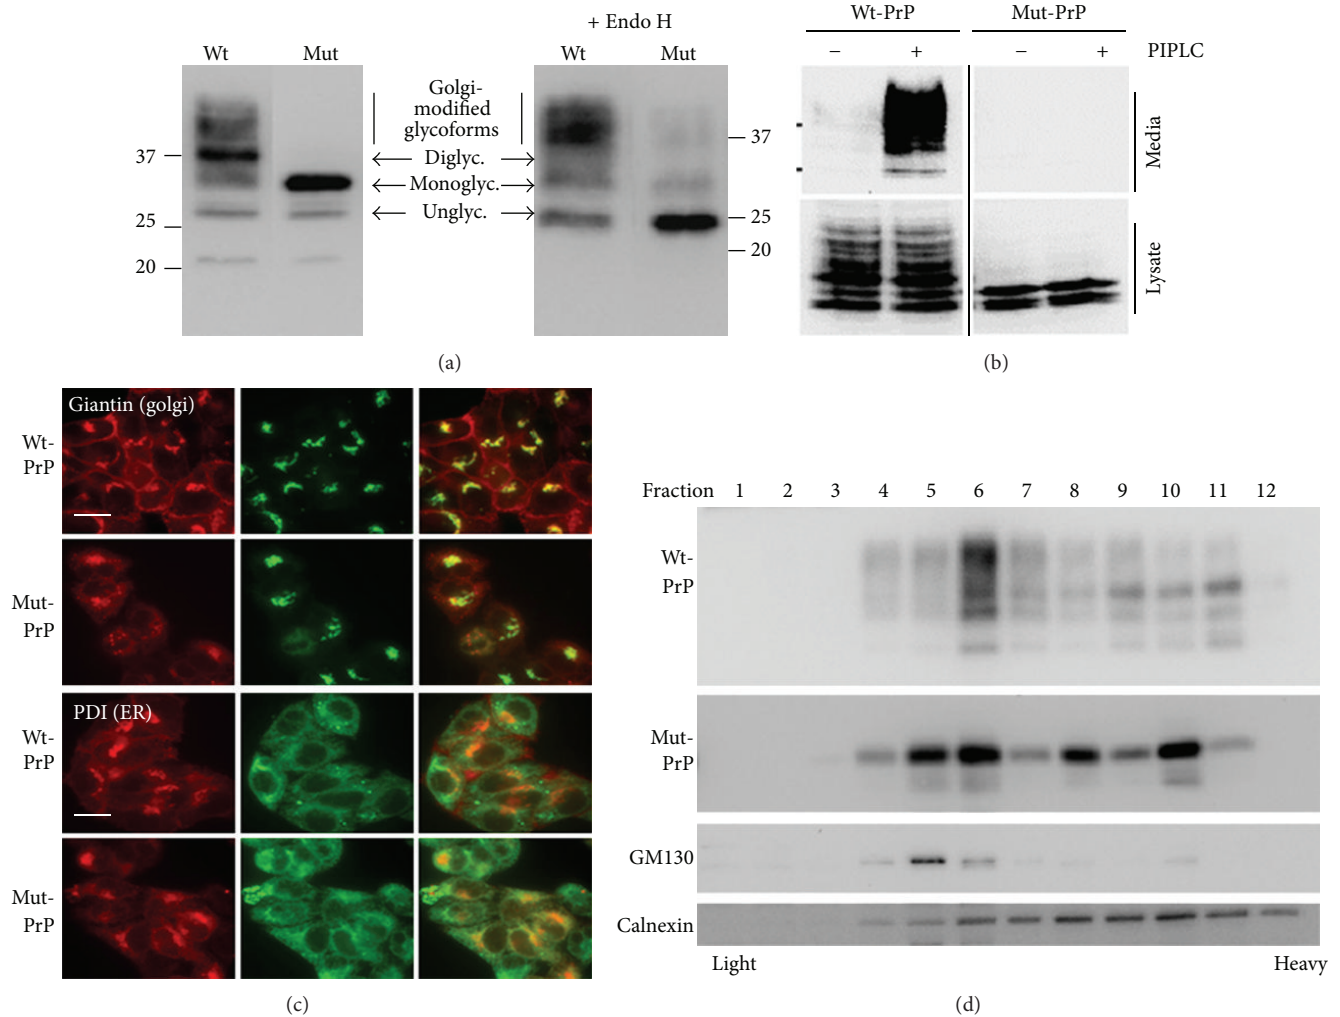 + Endo H
Wt
Mut
Wt
Mut
37
25
20
Golgi-
modified
glycoforms
Diglyc.
Monoglyc.
Unglyc.
37
25
20
(a)
Wt-PrP
Mut-PrP
−
+
−
+
PIPLC
Media
Lysate
(b)
Giantin (golgi)
Wt-
PrP
Mut-
PrP
PDI (ER)
Wt-
PrP
Mut-
PrP
(c)
Fraction 1 2 3 4 5 6 7 8 9 10 11 12
Wt-
PrP
Mut-
PrP
GM130
Calnexin
Light
Heavy
(d)